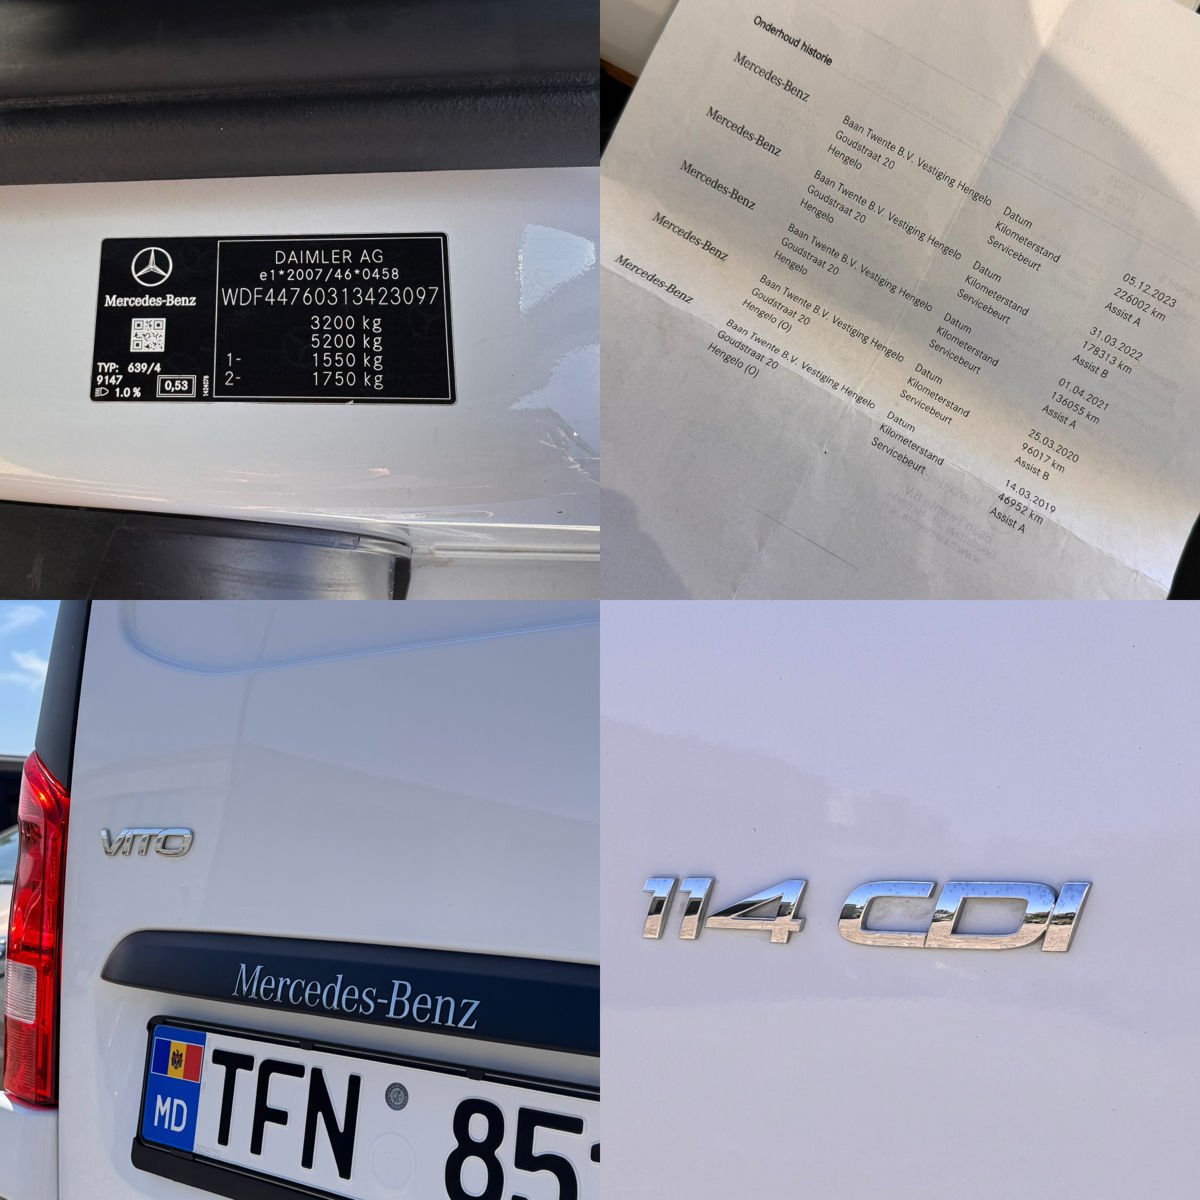 Mercedes-Benz
TYP: 639/4
9147
1.0 %
0,53
DAIMLER AG
e1*2007/46*0458
WDF44760313423097
3200 kg
5200 kg
1- 1550 kg
2- 1750 kg
Onderhoud historie
Mercedes-Benz
Baan Twente B.V. Vestiging Hengelo
Goudstraat 20
Hengelo
Datum 05.12.2023
Kilometerstand 226002 km
Servicebeurt Assist A
Mercedes-Benz
Baan Twente B.V. Vestiging Hengelo
Goudstraat 20
Hengelo
Datum 31.03.2022
Kilometerstand 178313 km
Servicebeurt Assist B
Mercedes-Benz
Baan Twente B.V. Vestiging Hengelo
Goudstraat 20
Hengelo
Datum 01.04.2021
Kilometerstand 136055 km
Servicebeurt Assist A
Mercedes-Benz
Baan Twente B.V. Vestiging Hengelo
Goudstraat 20
Hengelo (O)
Datum 25.03.2020
Kilometerstand 96017 km
Servicebeurt Assist B
Mercedes-Benz
Baan Twente B.V. Vestiging Hengelo
Goudstraat 20
Hengelo (O)
Datum 14.03.2019
Kilometerstand 46952 km
Servicebeurt Assist A
VITO
Mercedes-Benz
MD
TFN 85
114 CDI